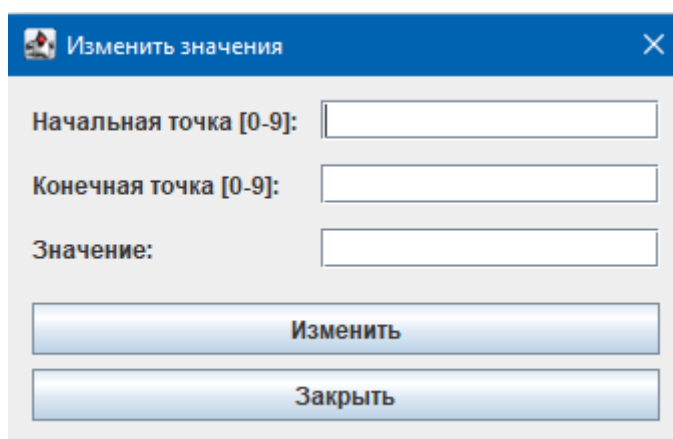 Изменить значения
Начальная точка [0-9]:
Конечная точка [0-9]:
Значение:
Изменить
Закрыть